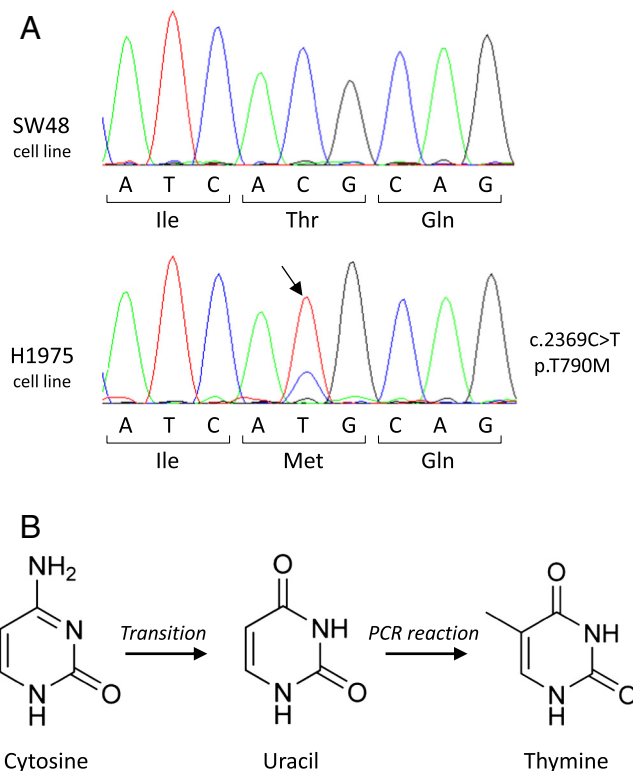 A
SW48
cell line
A T C A C G C A G
Ile Thr Gln
H1975
cell line
c.2369C>T
p.T790M
A T C A T G C A G
Ile Met Gln
B
NH2
N
O
N
H
Cytosine
Transition
O
NH
O
N
H
Uracil
PCR reaction
O
NH
O
N
H
Thymine